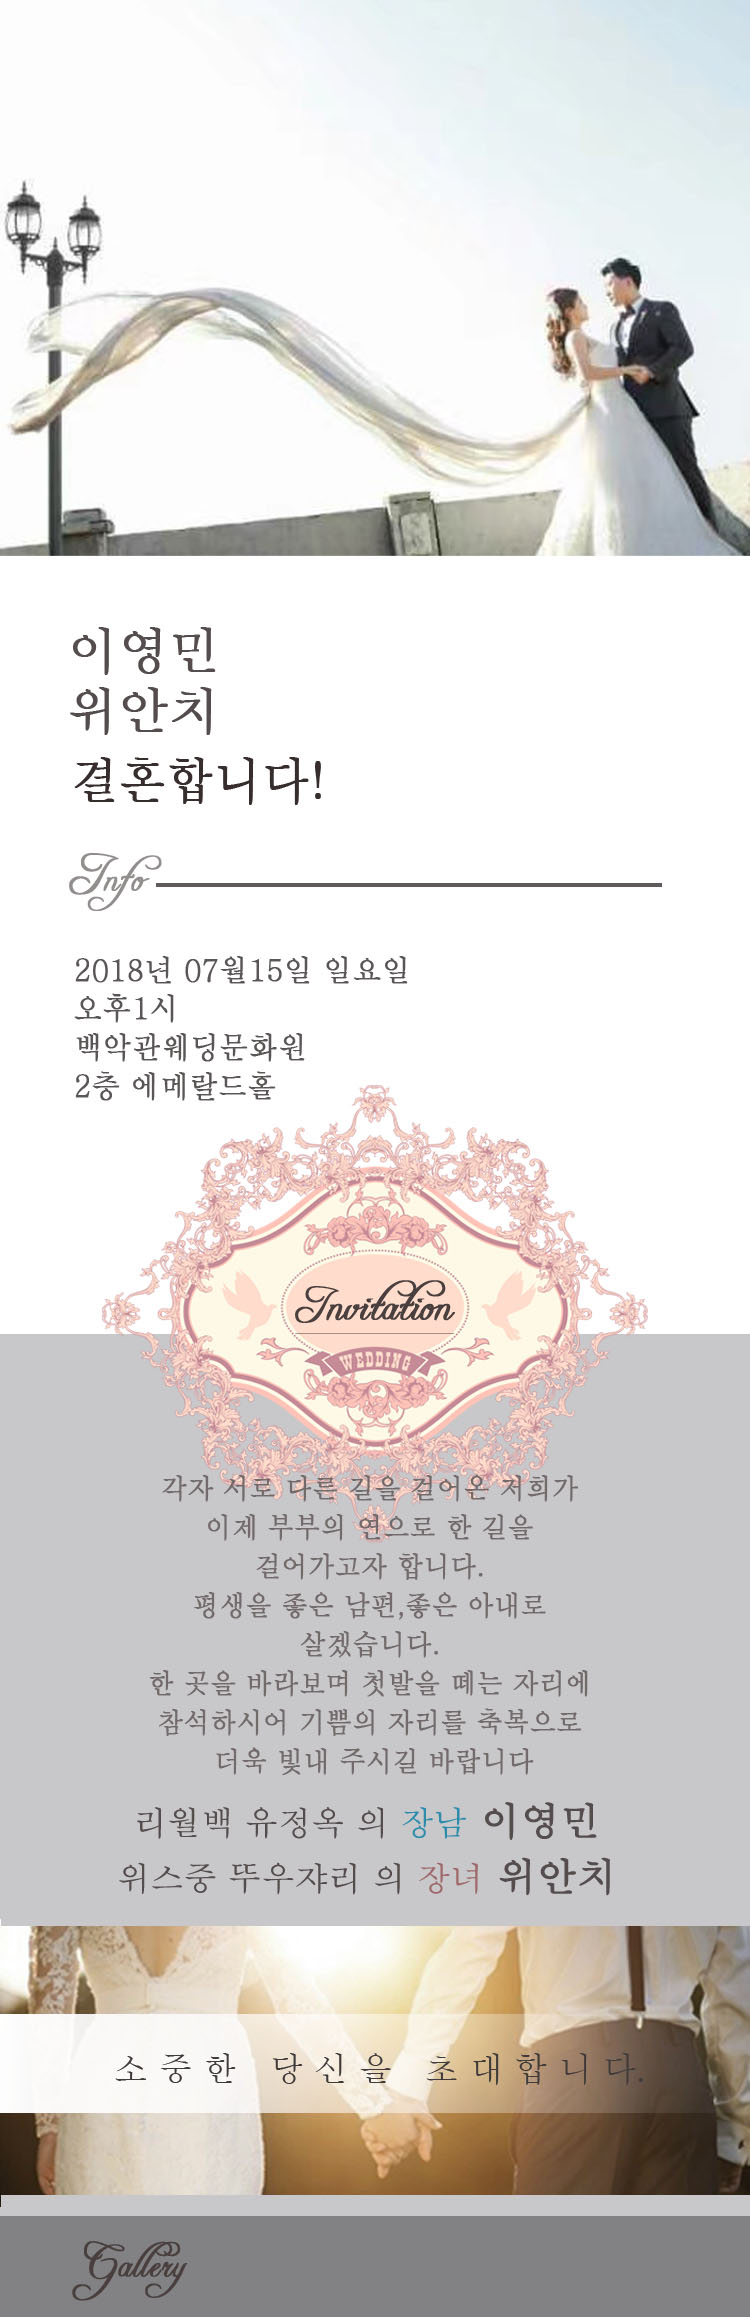 이영민
위안치
결혼합니다!
Info
2018년 07월15일 일요일
오후1시
백악관웨딩문화원
2층 에메랄드홀
Invitation
WEDDING
각자 서로 다른 길을 걸어온 저희가
이제 부부의 연으로 한 길을
걸어가고자 합니다.
평생을 좋은 남편,좋은 아내로
살겠습니다.
한 곳을 바라보며 첫발을 뗴는 자리에
참석하시어 기쁨의 자리를 축복으로
더욱 빛내 주시길 바랍니다
리월백 유정옥 의 장남 이영민
위스중 뚜우쟈리 의 장녀 위안치
소중한 당신을 초대합니다.
Gallery